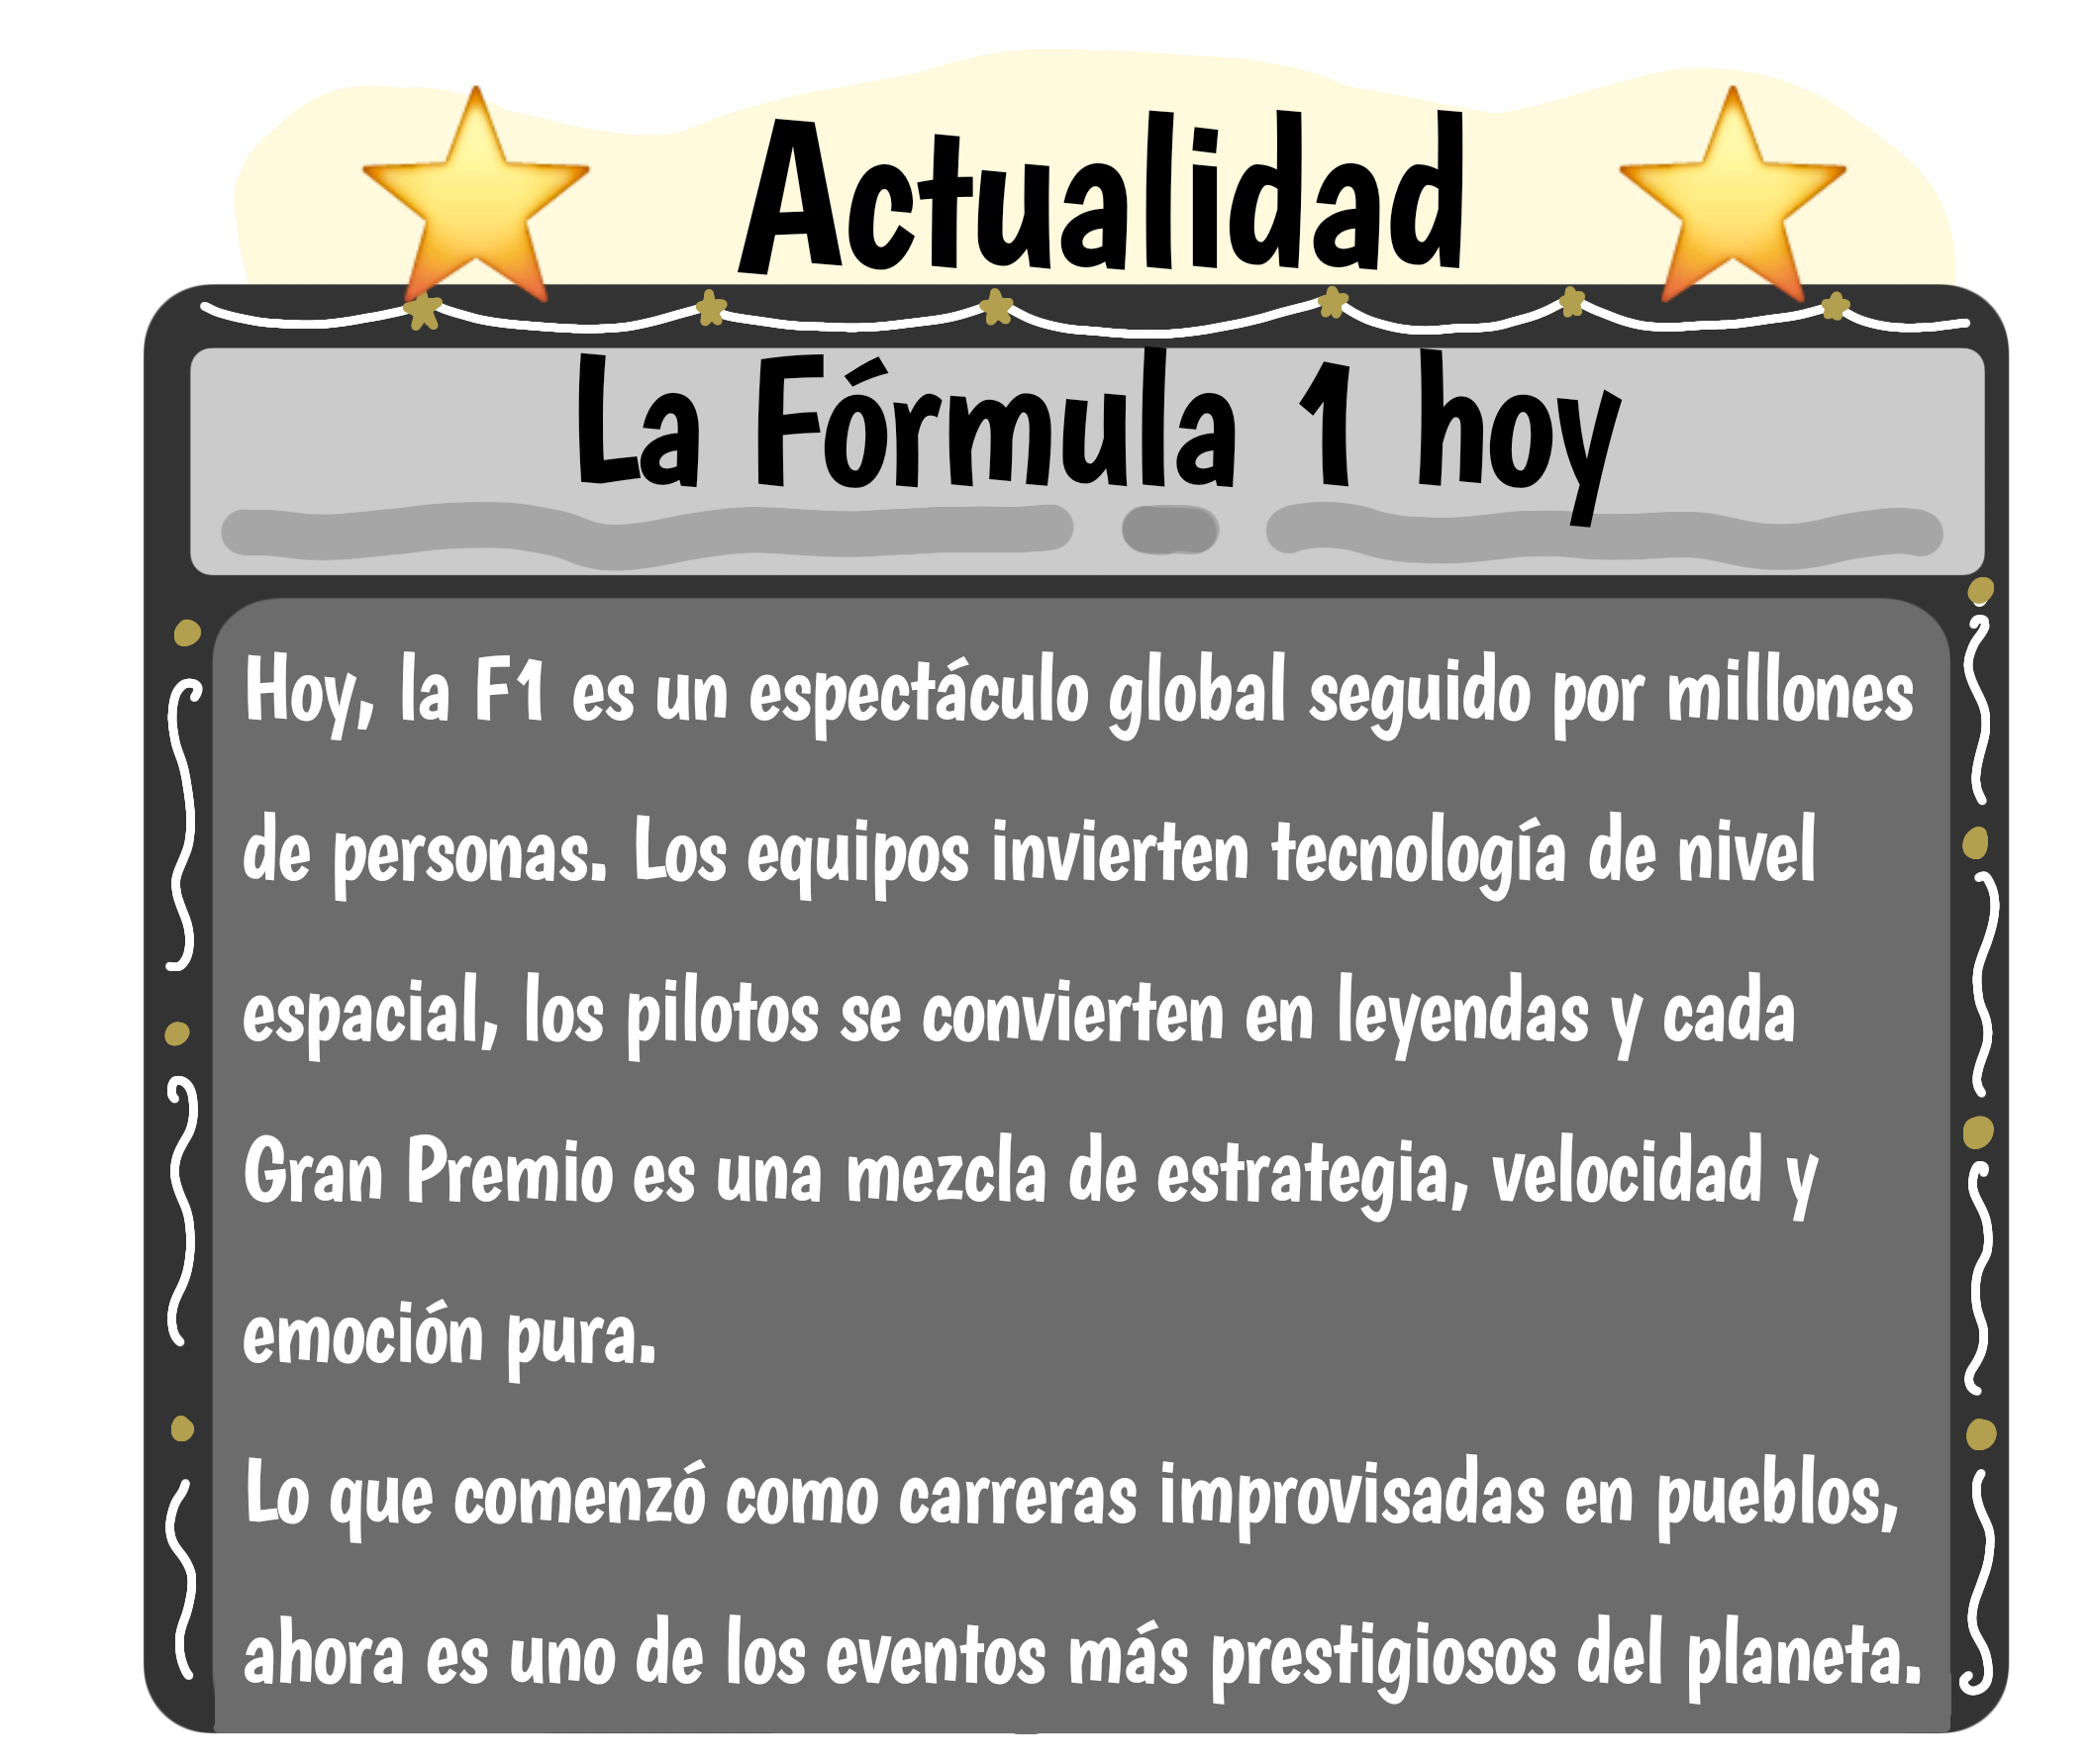 Actualidad
La Fórmula 1 hoy
Hoy, la F1 es un espectáculo global seguido por millones
de personas. Los equipos invierten tecnología de nivel
espacial, los pilotos se convierten en leyendas y cada
Gran Premio es una mezcla de estrategia, velocidad y
emoción pura.
Lo que comenzó como carreras improvisadas en pueblos,
ahora es uno de los eventos más prestigiosos del planeta.